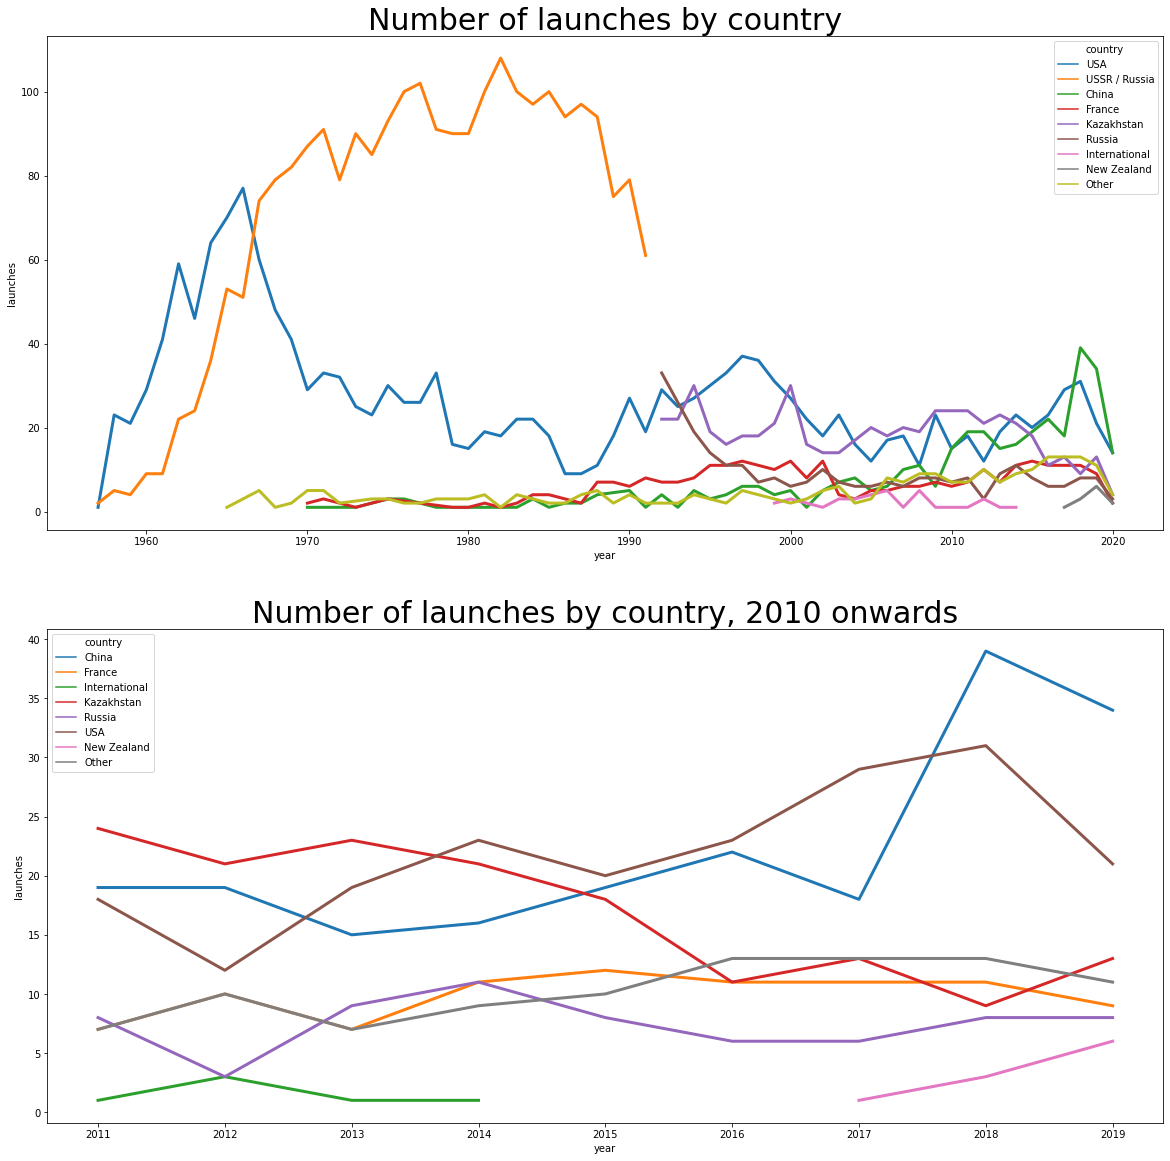 Number of launches by country
country
USA
USSR / Russia
China
France
Kazakhstan
Russia
International
New Zealand
Other
launches
100
80
60
40
20
0
1960 1970 1980 1990 2000 2010 2020
year
Number of launches by country, 2010 onwards
country
China
France
International
Kazakhstan
Russia
USA
New Zealand
Other
launches
40
35
30
25
20
15
10
5
0
2011 2012 2013 2014 2015 2016 2017 2018 2019
year